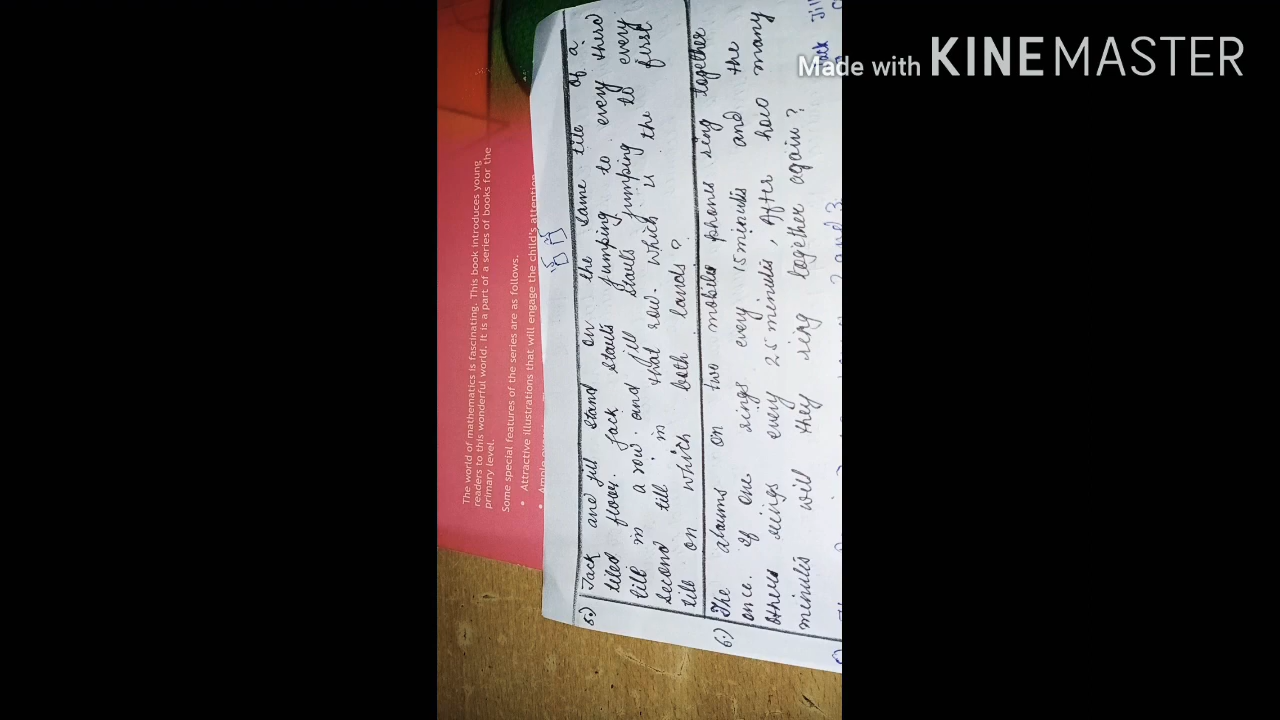 Made with KINEMASTER
The world of mathematics is fascinating. This book introduces young
readers to this wonderful world. It is a part of a series of books for the
primary level.
Some special features of the series are as follows.
• Attractive illustrations that will engage the child's attention
5.) Jack and jill stand on the same tile of a
tiled floor. Jack starts jumping to every third
tile in a row. and jill starts jumping to every
second tile in that row. which is the first
tile on which both lands?
6.) The alarms on two mobile phones ring together
once. if one rings every 15 minutes and the
others rings every 25 minutes, After how many
minutes will they ring together again?